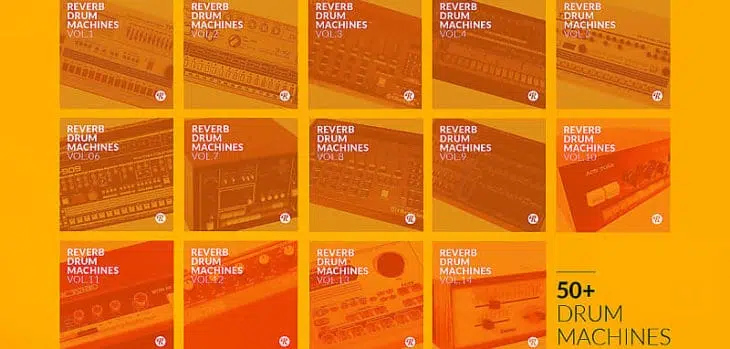 REVERB
DRUM
MACHINES
VOL.1
REVERB
DRUM
MACHINES
VOL.2
REVERB
DRUM
MACHINES
VOL.3
REVERB
DRUM
MACHINES
VOL.4
REVERB
DRUM
MACHINES
REVERB
DRUM
MACHINES
VOL.06
909
REVERB
DRUM
MACHINES
VOL.7
REVERB
DRUM
MACHINES
VOL.8
REVERB
DRUM
MACHINES
VOL.9
REVERB
DRUM
MACHINES
VOL.10
ACE TONE
REVERB
DRUM
MACHINES
VOL.11
REVERB
DRUM
MACHINES
VOL.12
REVERB
DRUM
MACHINES
VOL.13
REVERB
DRUM
MACHINES
VOL.14
50+
DRUM
MACHINES